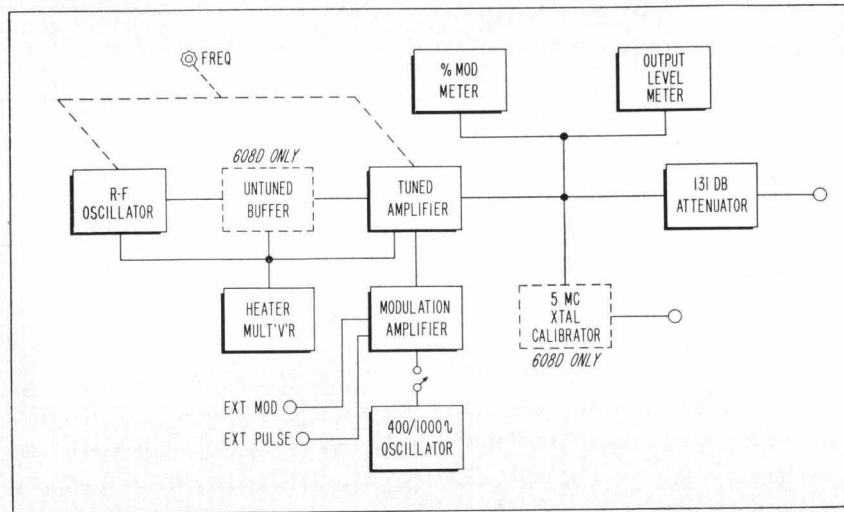 FREQ
% MOD
METER
OUTPUT
LEVEL
METER
608D ONLY
R-F
OSCILLATOR
UNTUNED
BUFFER
TUNED
AMPLIFIER
131 DB
ATTENUATOR
HEATER
MULT'V'R
MODULATION
AMPLIFIER
5 MC
XTAL
CALIBRATOR
608D ONLY
EXT MOD
EXT PULSE
400/1000∿
OSCILLATOR